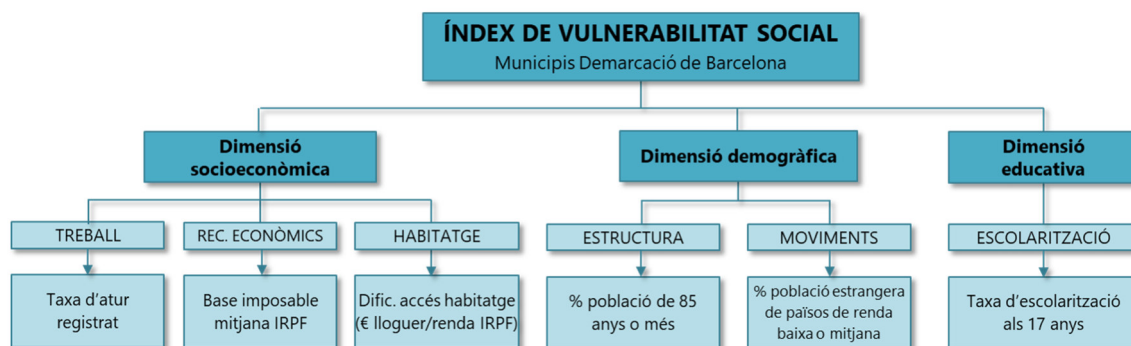 ÍNDEX DE VULNERABILITAT SOCIAL
Municipis Demarcació de Barcelona
Dimensió
socioeconòmica
Dimensió demogràfica
Dimensió
educativa
TREBALL
REC. ECONÒMICS
HABITATGE
ESTRUCTURA
MOVIMENTS
ESCOLARITZACIÓ
Taxa d'atur
registrat
Base imposable
mitjana IRPF
Dific. accés habitatge
(€ lloguer/renda IRPF)
% població de 85
anys o més
% població estrangera
de països de renda
baixa o mitjana
Taxa d'escolarització
als 17 anys